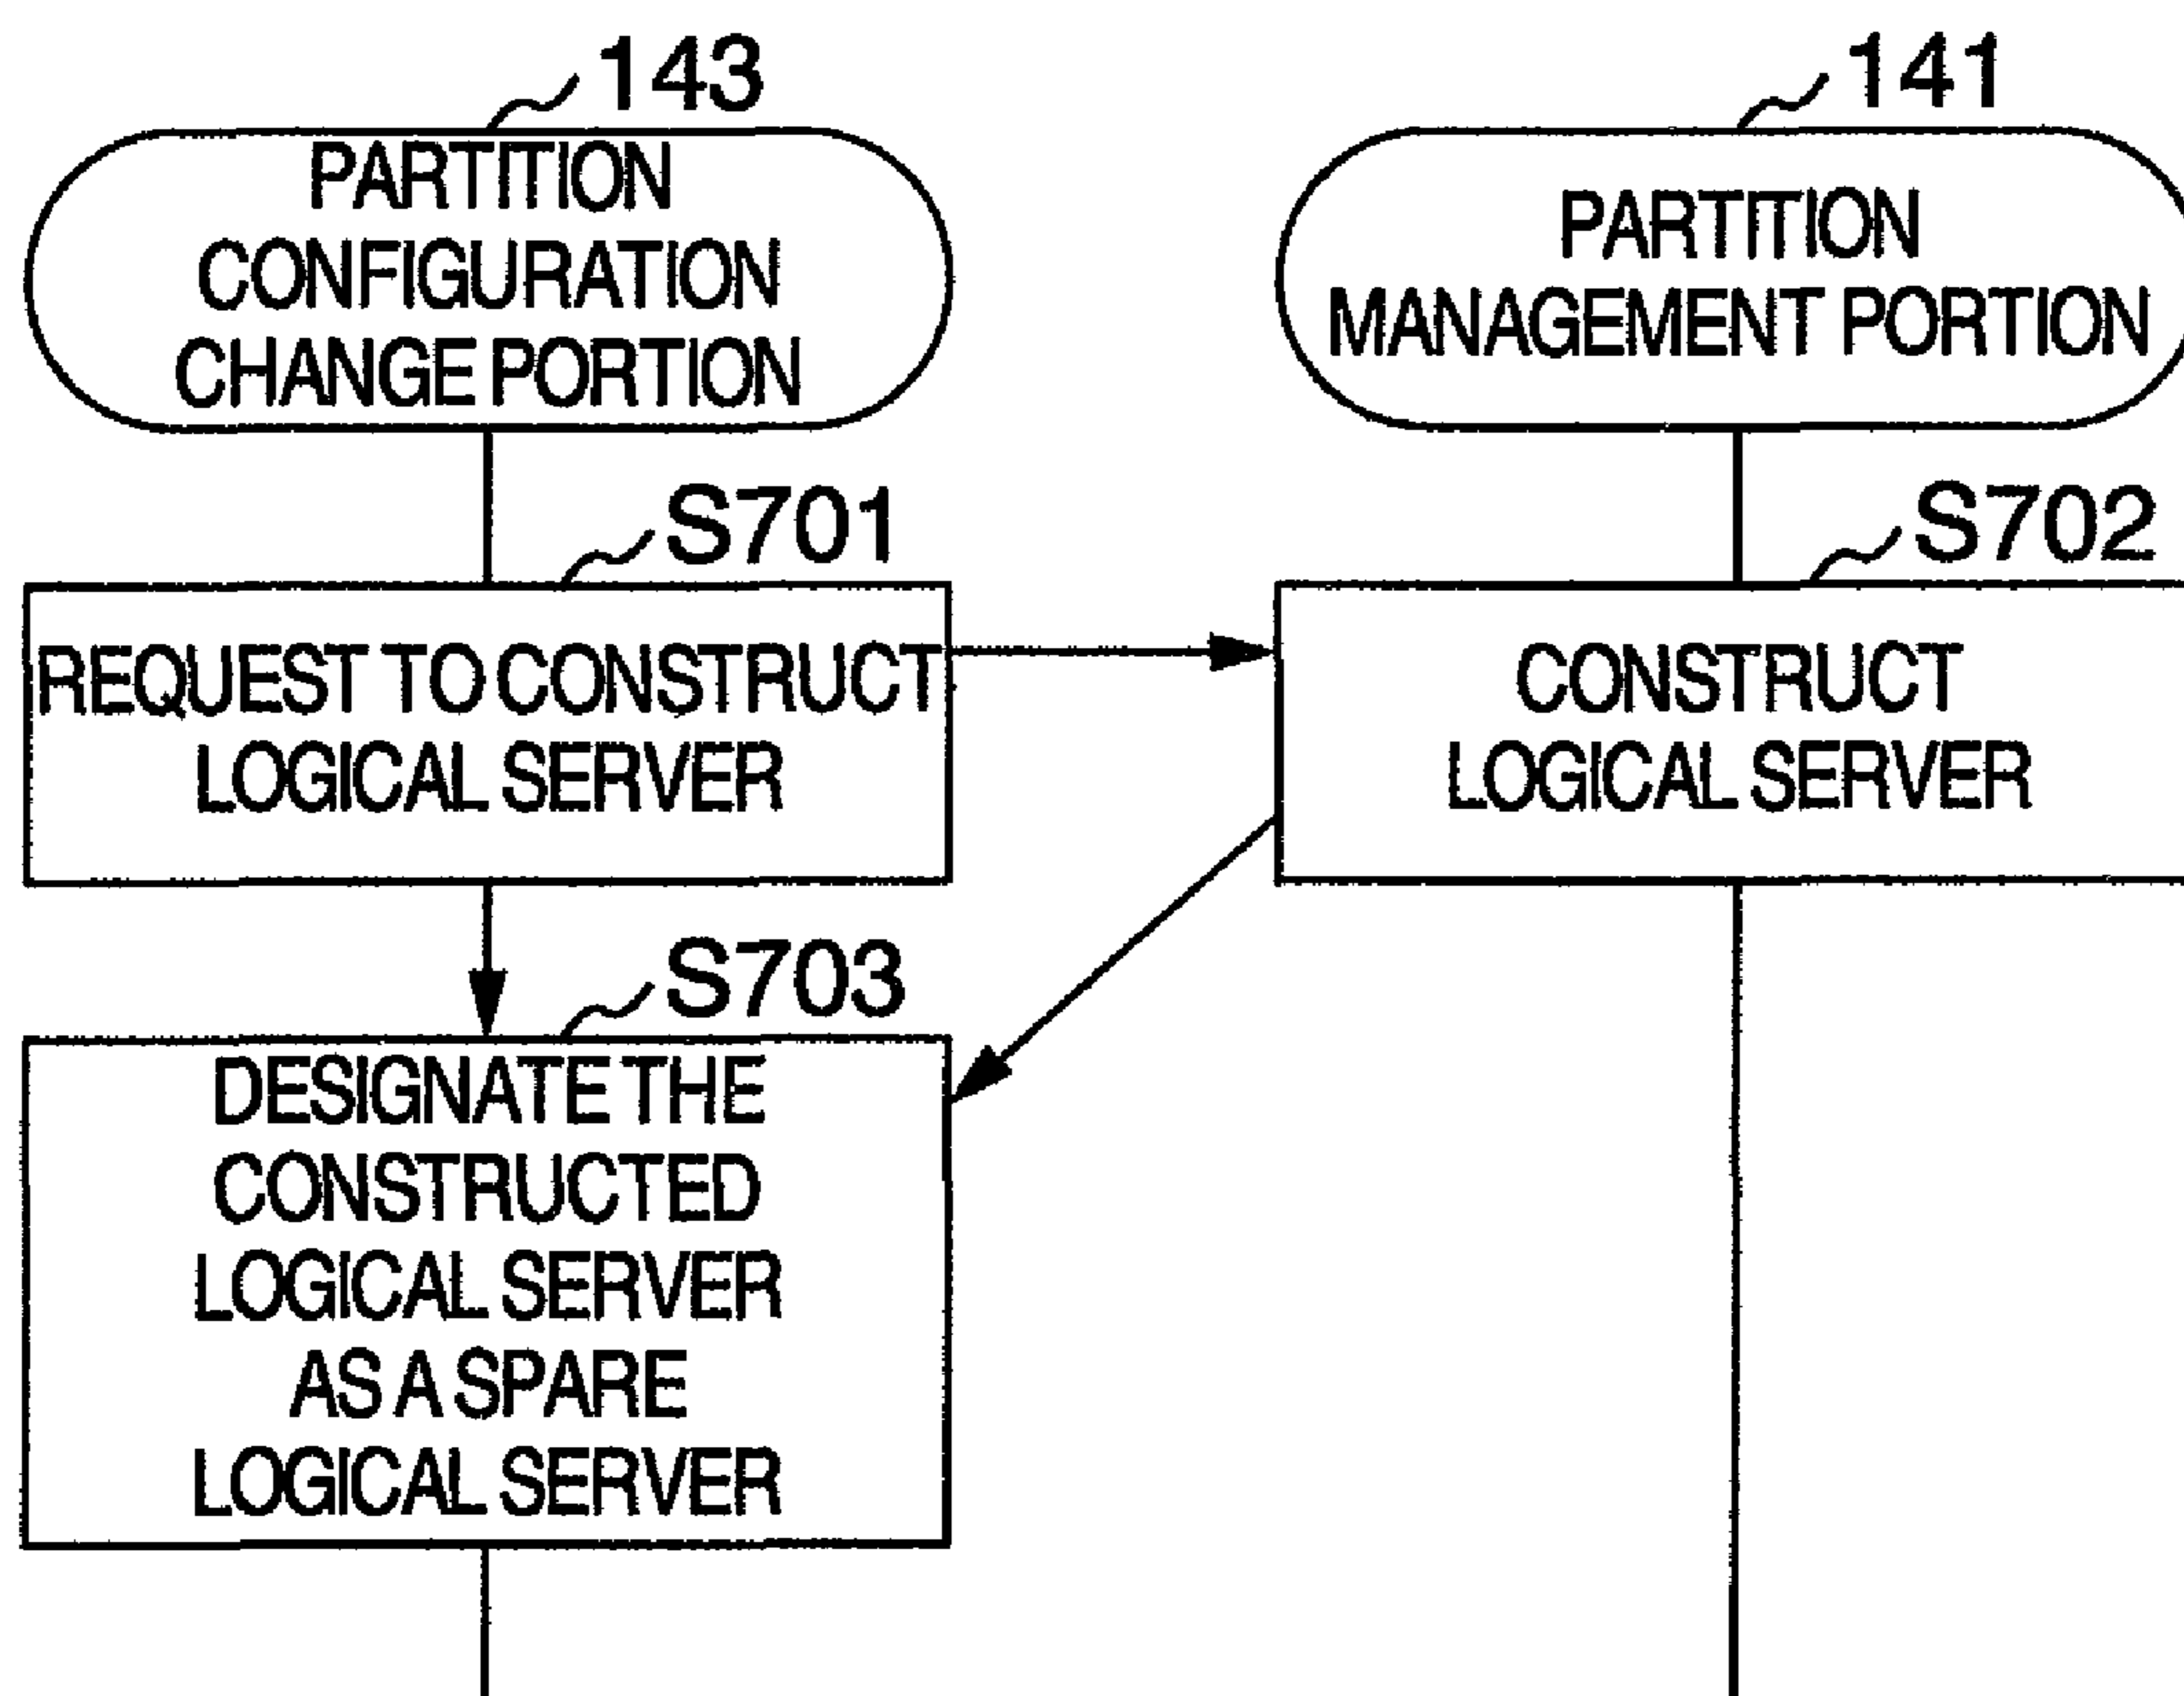 143
PARTITION
CONFIGURATION
CHANGE PORTION
141
PARTITION
MANAGEMENT PORTION
S701
REQUEST TO CONSTRUCT
LOGICAL SERVER
S702
CONSTRUCT
LOGICAL SERVER
S703
DESIGNATE THE
CONSTRUCTED
LOGICAL SERVER
AS A SPARE
LOGICAL SERVER